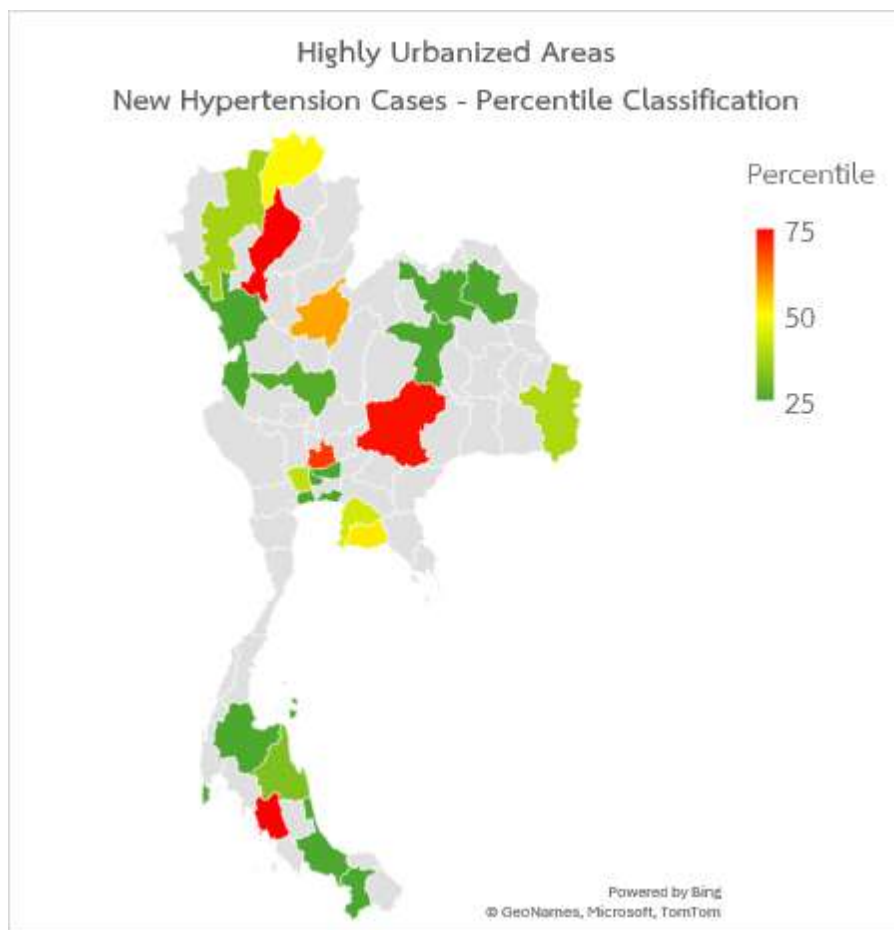 Highly Urbanized Areas
New Hypertension Cases - Percentile Classification
Percentile
75
50
25
Powered by Bing
© GeoNames, Microsoft, TomTom